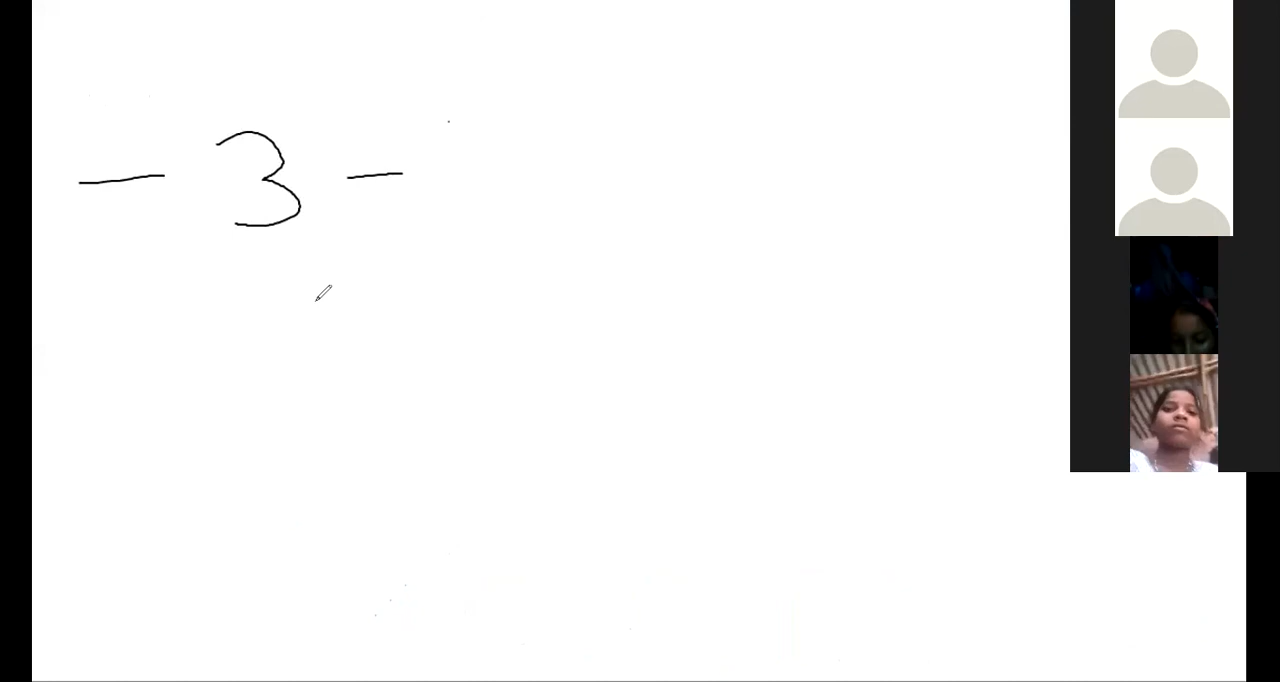 — 3 —